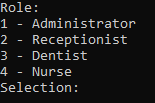 Role:
1 - Administrator
2 - Receptionist
3 - Dentist
4 - Nurse
Selection: